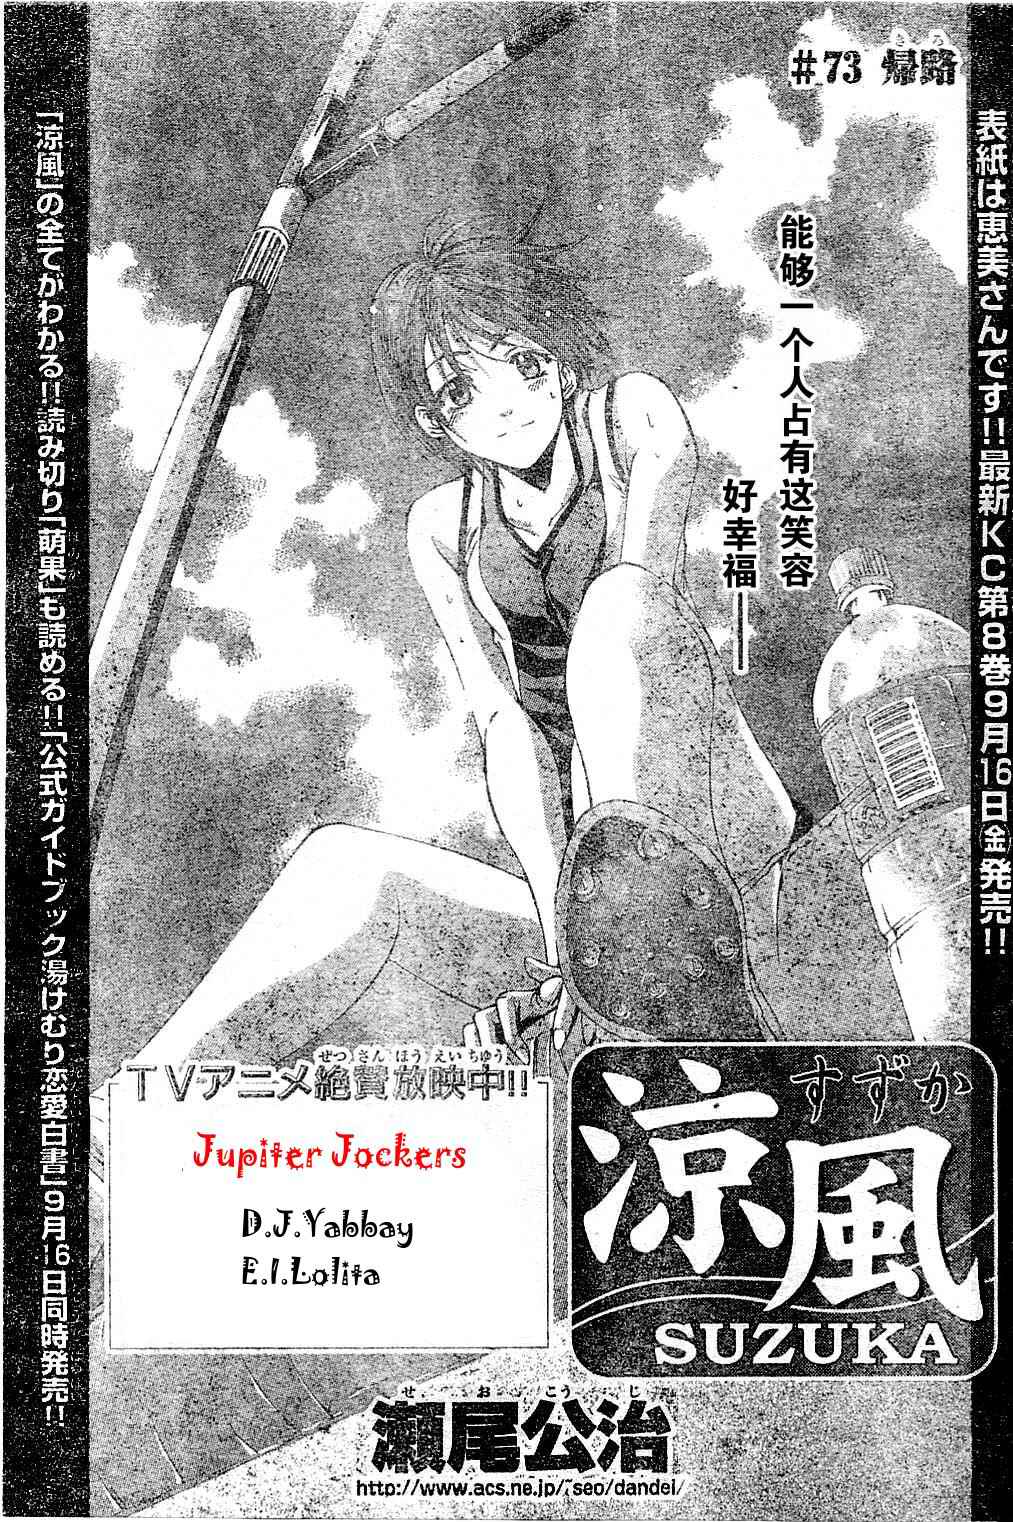 #73 帰路
きろ
表紙は恵美さんです!!最新KC第8巻9月16日㈮発売!!
能够一个人占有这笑容
好幸福——
「涼風」の全てがわかる!!読み切り「萌果」も読める!!「公式ガイドブック湯けむり恋愛白書」9月16日同時発売!!
ぜっさんほうえいちゅう
TVアニメ絶賛放映中!!
Jupiter Jockers
D.J.Yabbay
E.I.Lolita
すずか
涼風
SUZUKA
せ お こう じ
瀬尾公治
http://www.acs.ne.jp/~seo/dandei/